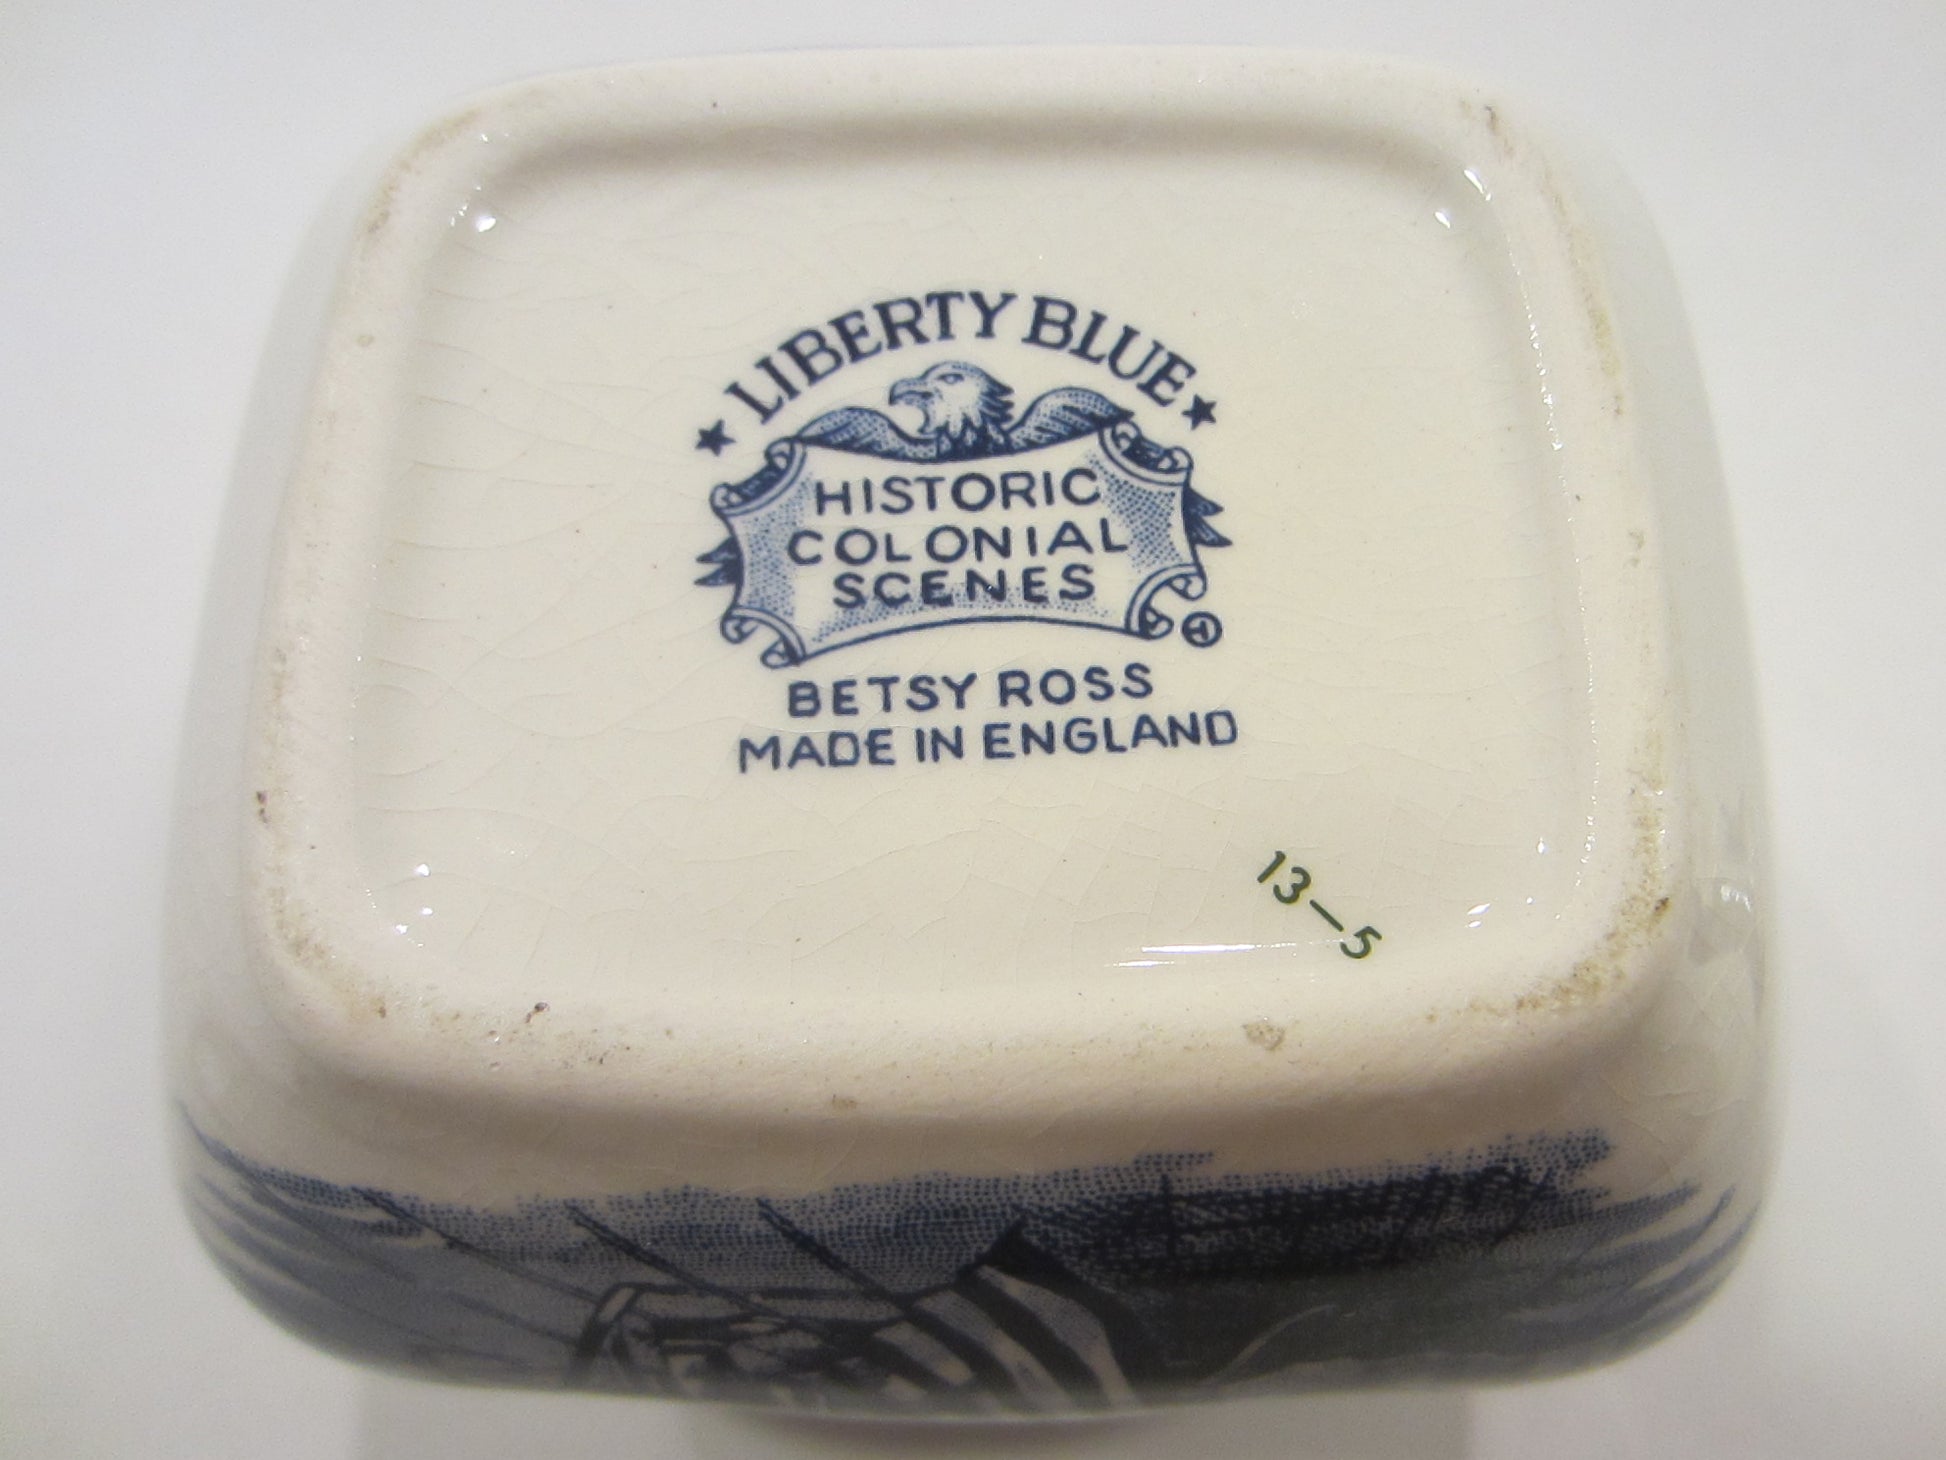 ★ LIBERTY BLUE ★
HISTORIC
COLONIAL
SCENES
BETSY ROSS
MADE IN ENGLAND
13-5